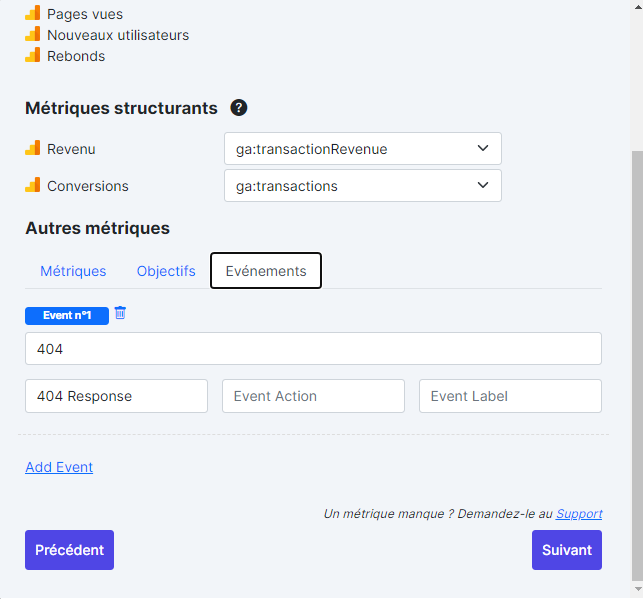 Pages vues
Nouveaux utilisateurs
Rebonds
Métriques structurants ?
Revenu ga:transactionRevenue
Conversions ga:transactions
Autres métriques
Métriques Objectifs Evénements
Event n°1
404
404 Response Event Action Event Label
Add Event
Un métrique manque ? Demandez-le au Support
Précédent Suivant